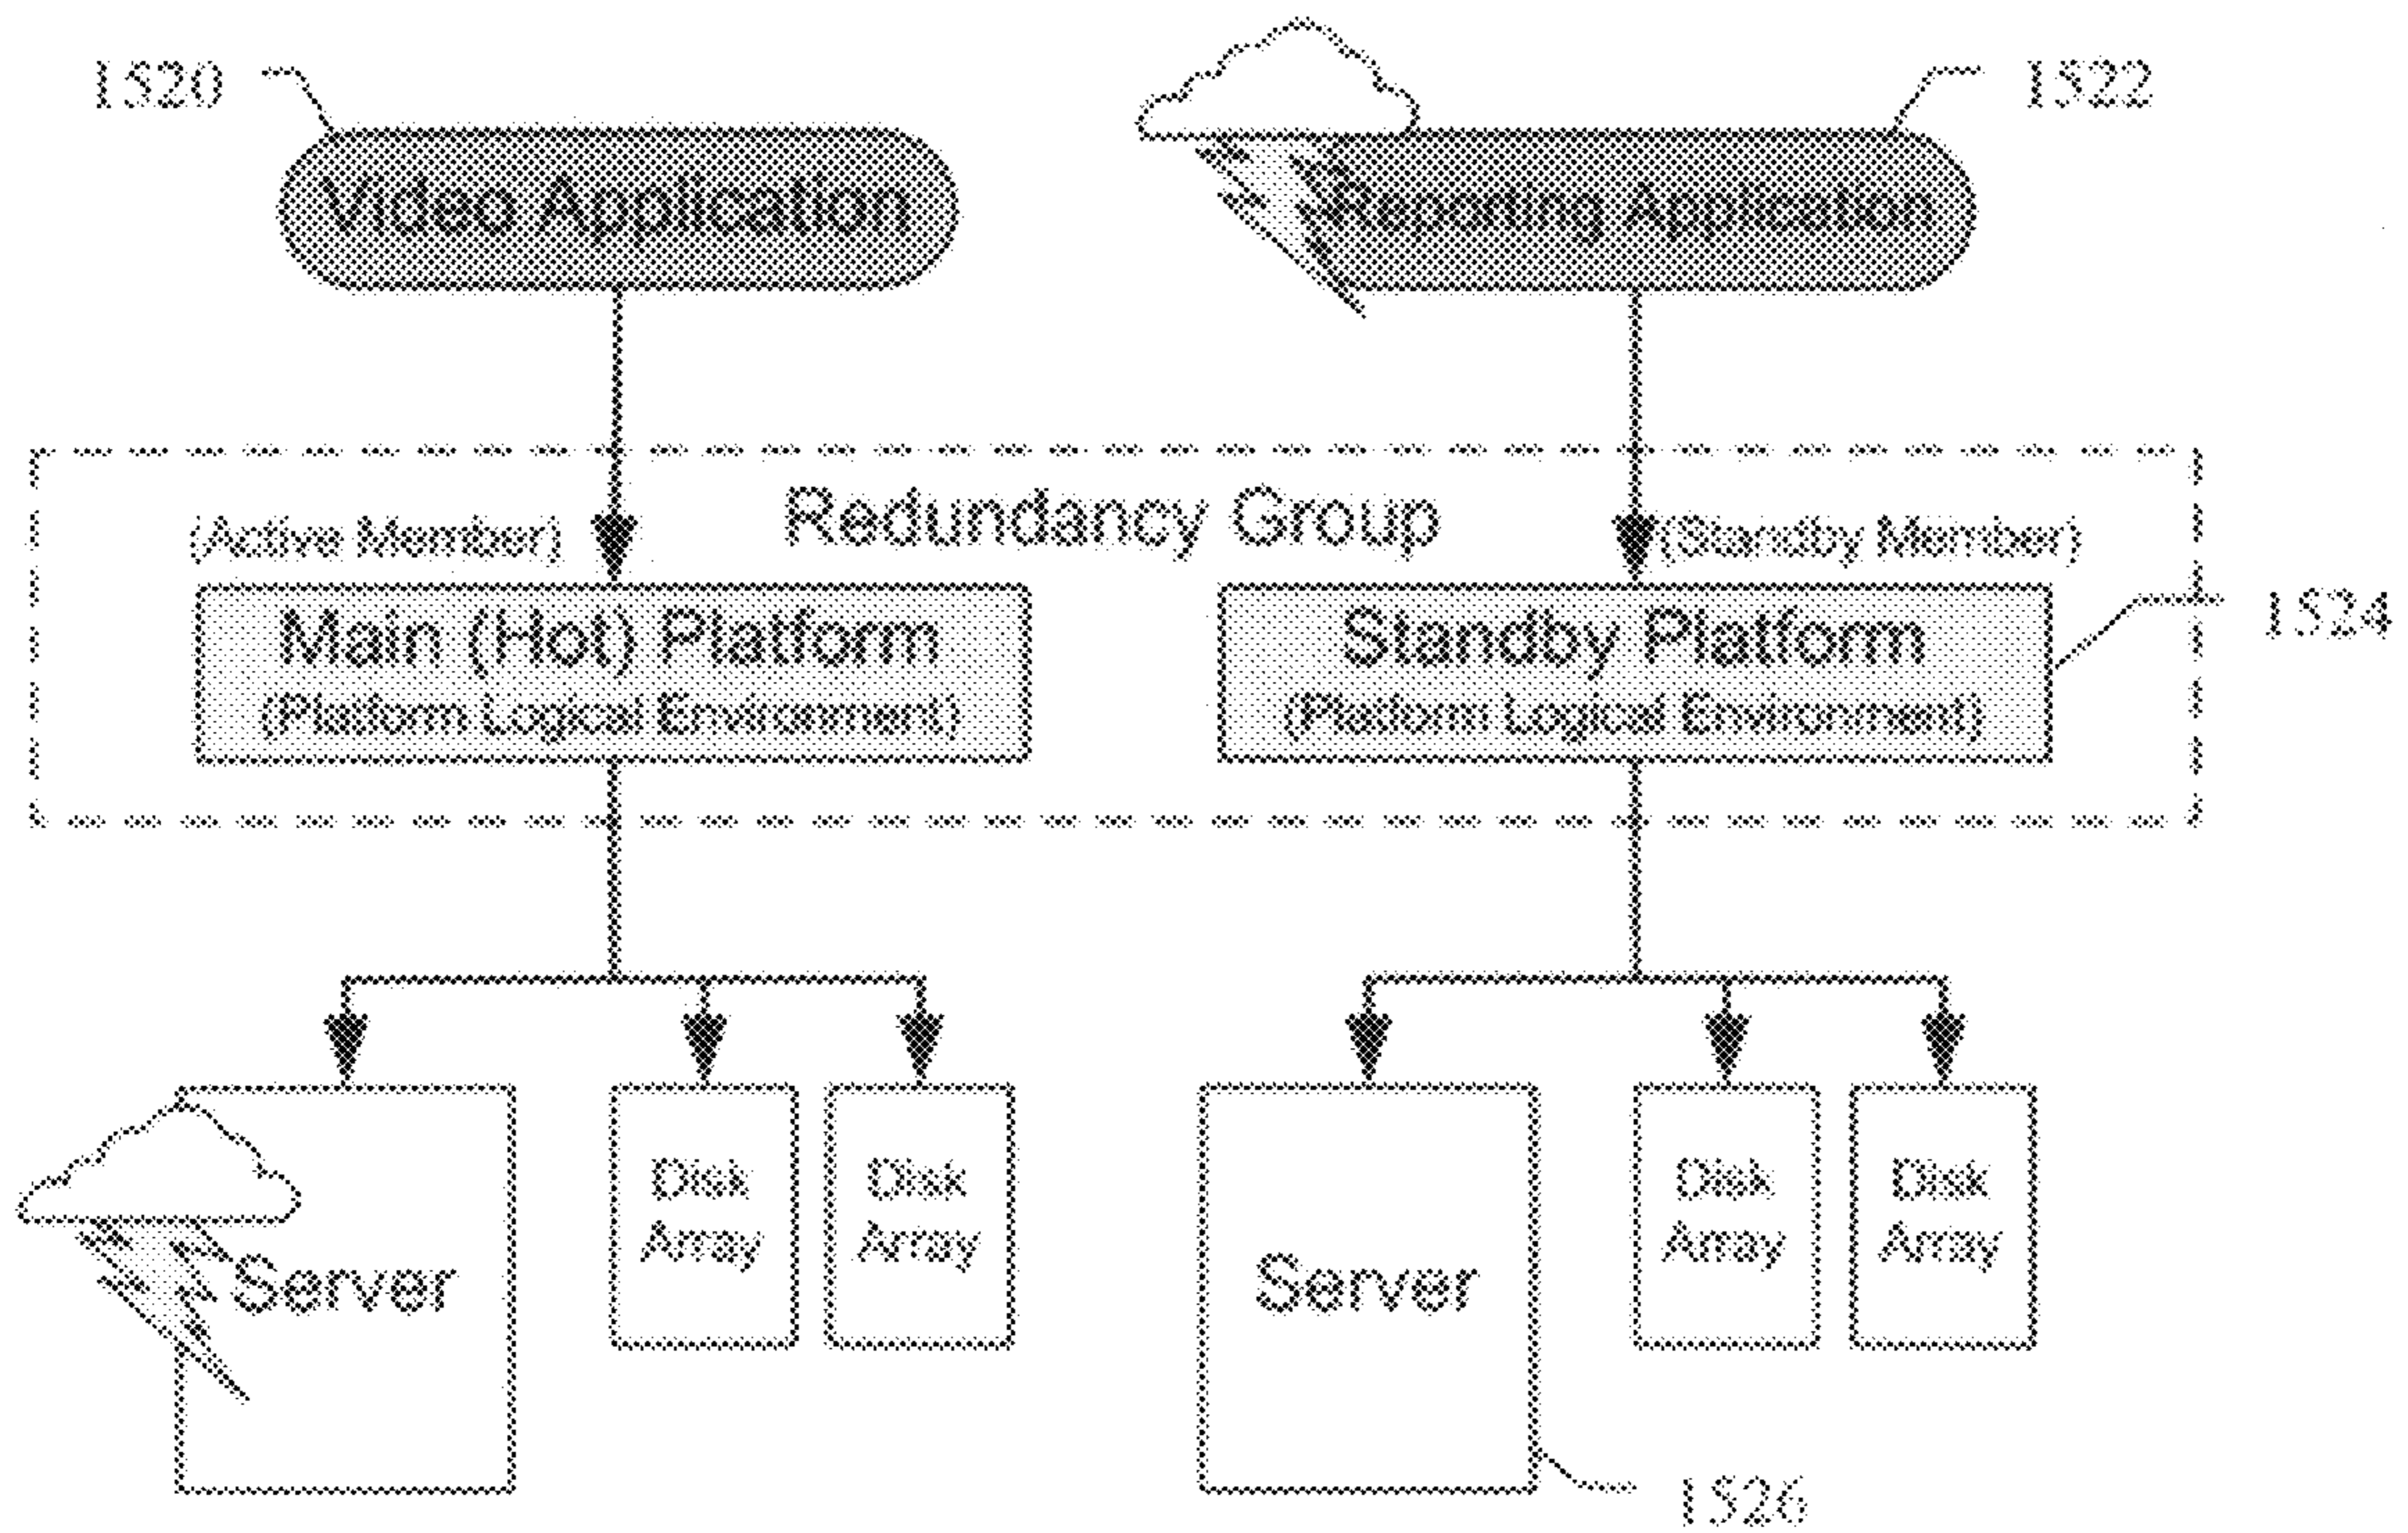 1520
1522
Video Application
Reporting Application
Redundancy Group
(Active Member)
(Standby Member)
Main (Hot) Platform
(Platform Logical Environment)
Standby Platform
(Platform Logical Environment)
1524
Disk
Array
Disk
Array
Server
Disk
Array
Disk
Array
Server
1526